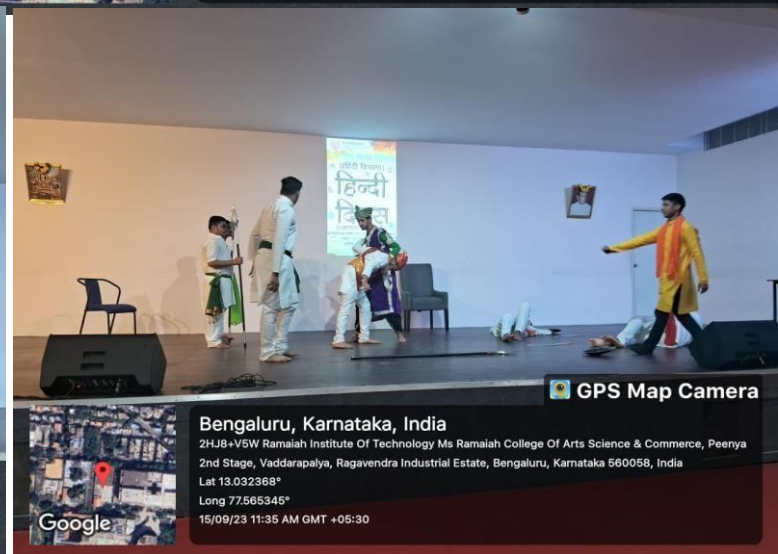 हिंदी विभाग
हिन्दी
दिवस
GPS Map Camera
Bengaluru, Karnataka, India
2HJ8+V5W Ramaiah Institute Of Technology Ms Ramaiah College Of Arts Science & Commerce, Peenya
2nd Stage, Vaddarapalya, Ragavendra Industrial Estate, Bengaluru, Karnataka 560058, India
Lat 13.032368°
Long 77.565345°
15/09/23 11:35 AM GMT +05:30
Google